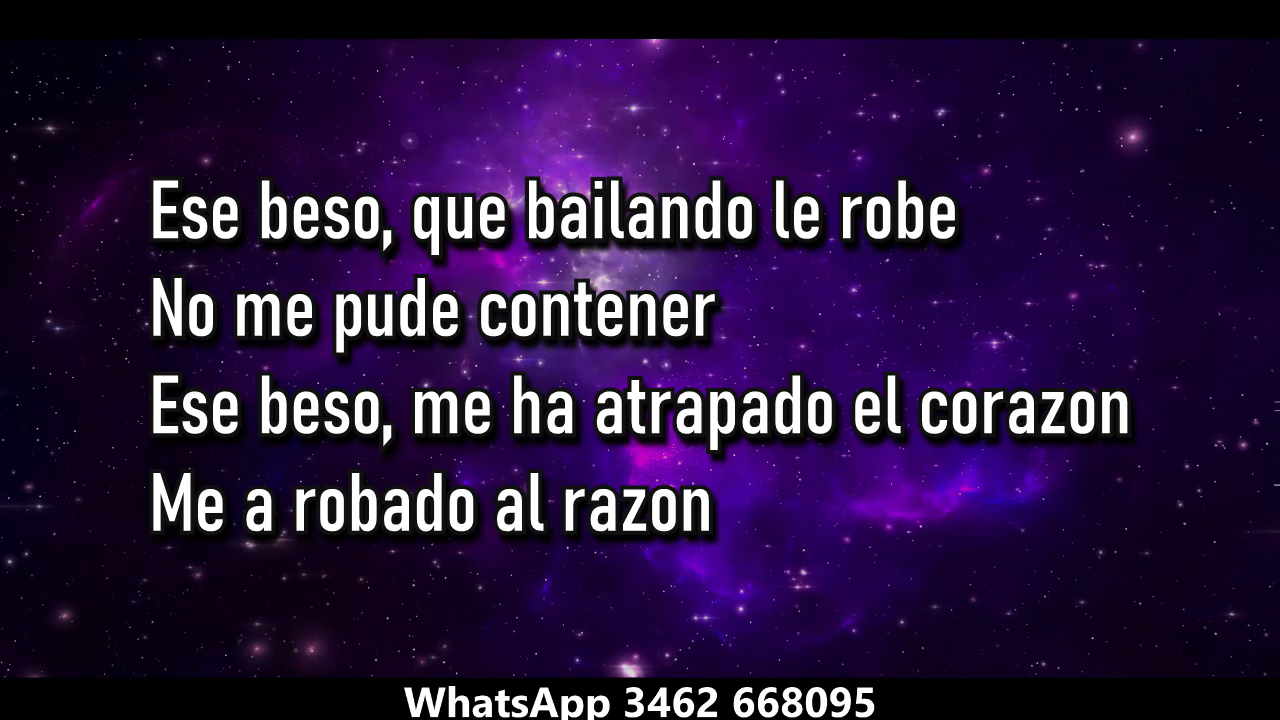 Ese beso, que bailando le robe
No me pude contener
Ese beso, me ha atrapado el corazon
Me a robado al razon
WhatsApp 3462 668095